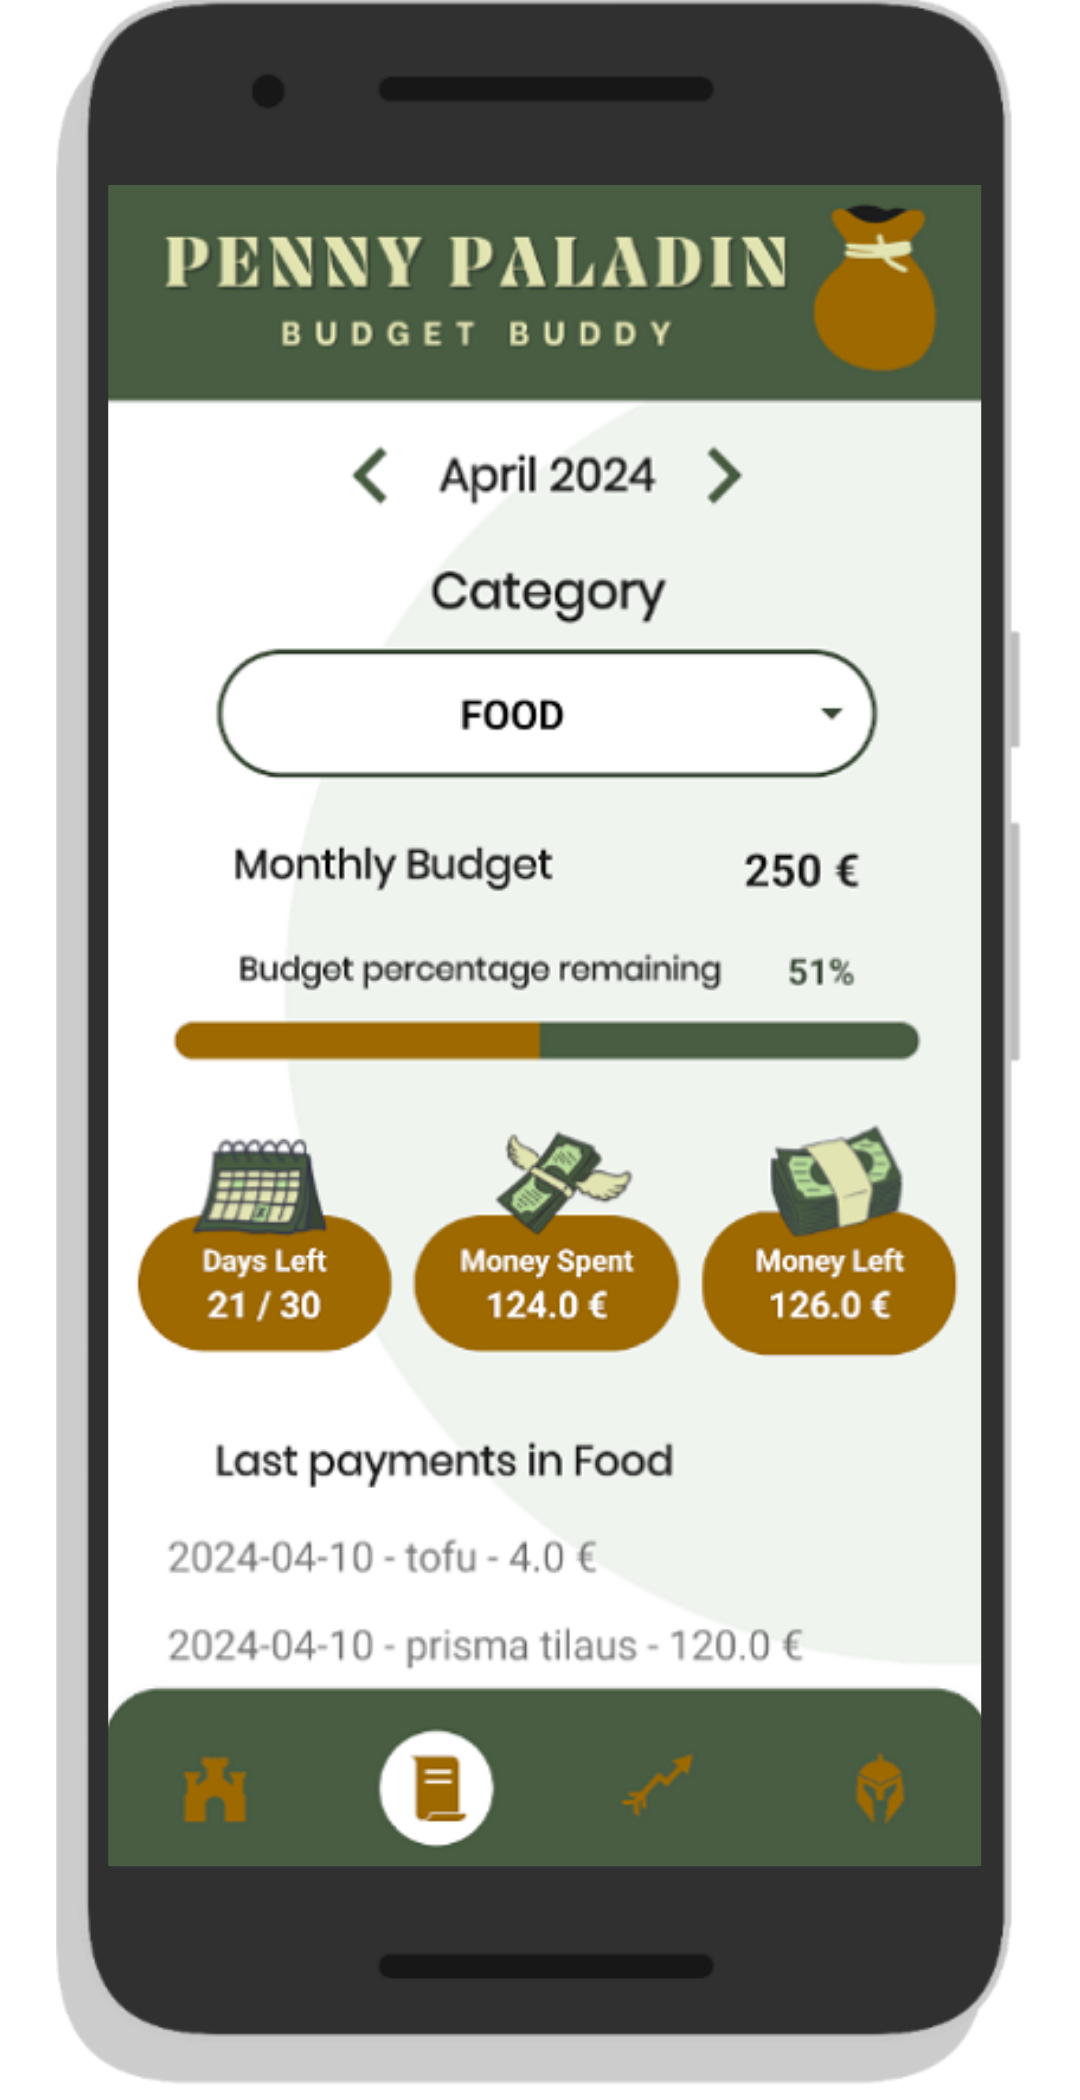 PENNY PALADIN
BUDGET BUDDY
April 2024
Category
FOOD
Monthly Budget 250 €
Budget percentage remaining 51%
Days Left
21 / 30
Money Spent
124.0 €
Money Left
126.0 €
Last payments in Food
2024-04-10 - tofu - 4.0 €
2024-04-10 - prisma tilaus - 120.0 €